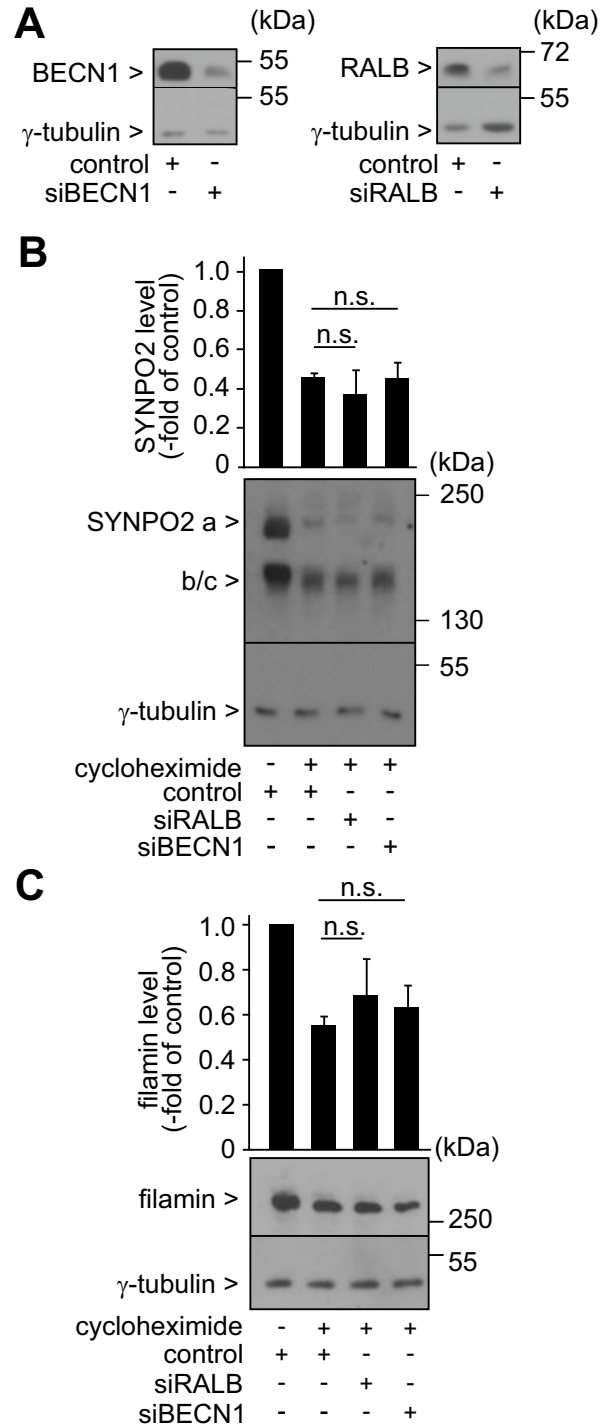 A
(kDa) (kDa)
BECN1 > 55 RALB > 72
55 55
γ-tubulin > γ-tubulin >
control + - control + -
siBECN1 - + siRALB - +
B
SYNPO2 level
(-fold of control)
1.0
0.8
0.6
0.4
0.2
0
n.s.
n.s.
(kDa)
250
SYNPO2 a >
b/c >
130
55
γ-tubulin >
cycloheximide - + + +
control + + - -
siRALB - - + -
siBECN1 - - - +
C
filamin level
(-fold of control)
1.0
0.8
0.6
0.4
0.2
0
n.s.
n.s.
(kDa)
filamin >
250
55
γ-tubulin >
cycloheximide - + + +
control + + - -
siRALB - - + -
siBECN1 - - - +